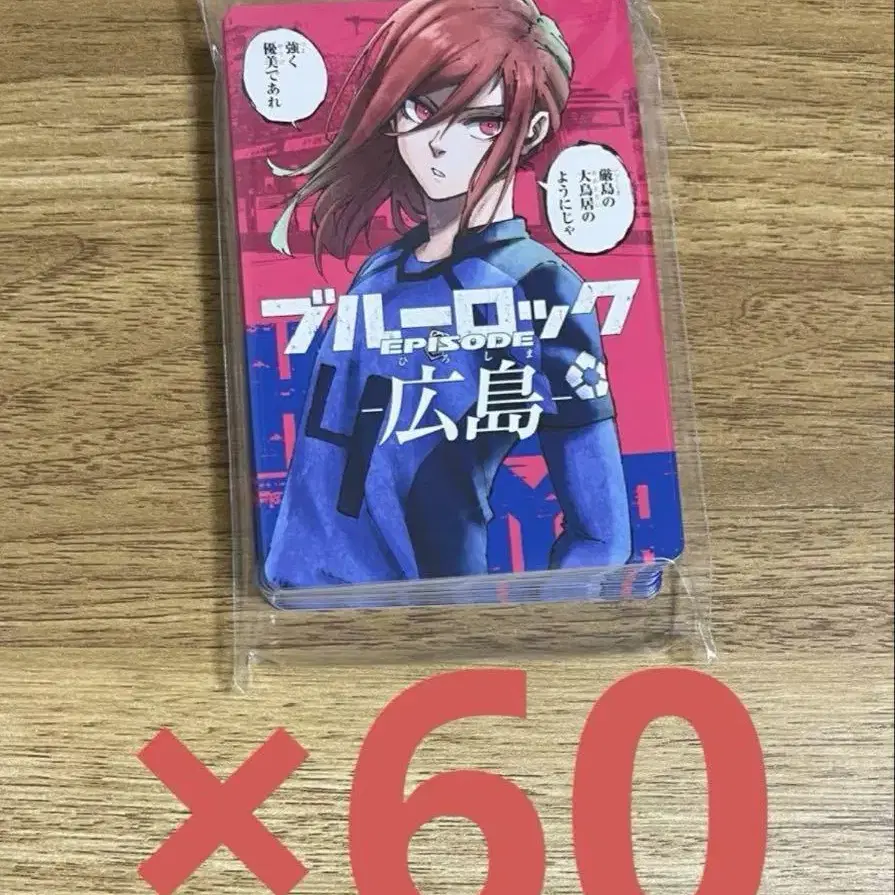 強く
優美であれ
厳島の
大鳥居の
ようにじゃ
ブルーロック
EPiSODE
ひろしま
-広島-
4
×60